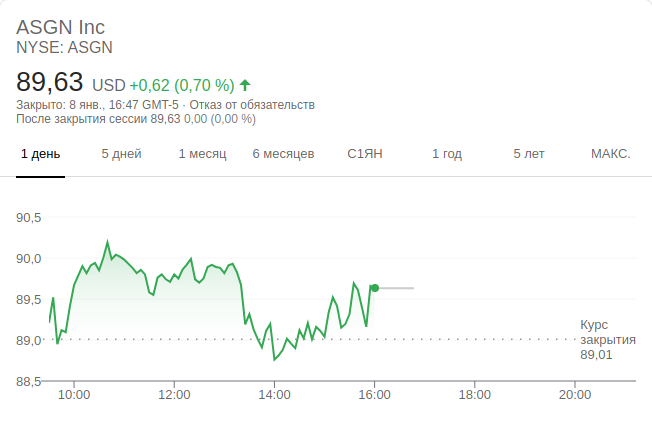 ASGN Inc
NYSE: ASGN
89,63 USD +0,62 (0,70 %)
Закрыто: 8 янв., 16:47 GMT-5 · Отказ от обязательств
После закрытия сессии 89,63 0,00 (0,00 %)
1 день 5 дней 1 месяц 6 месяцев С1ЯН 1 год 5 лет МАКС.
90,5
90,0
89,5
89,0
88,5
Курс
закрытия
89,01
10:00 12:00 14:00 16:00 18:00 20:00